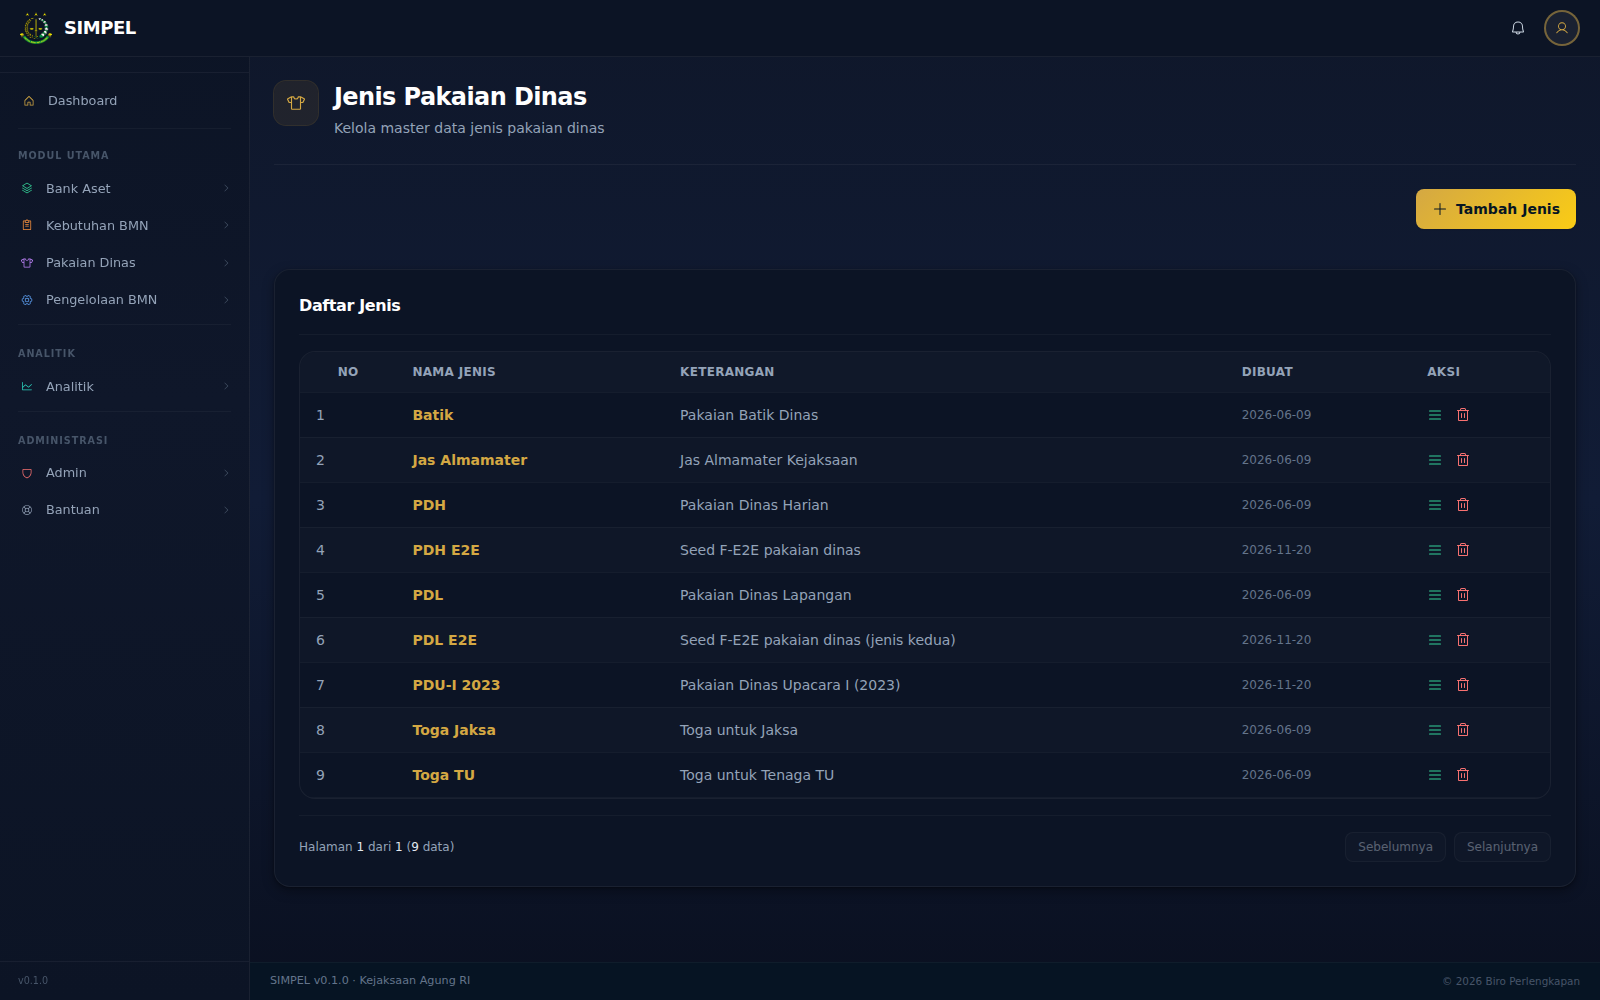 SIMPEL
Dashboard
MODUL UTAMA
Bank Aset
Kebutuhan BMN
Pakaian Dinas
Pengelolaan BMN
ANALITIK
Analitik
ADMINISTRASI
Admin
Bantuan
v0.1.0
Jenis Pakaian Dinas
Kelola master data jenis pakaian dinas
Tambah Jenis
Daftar Jenis
NO NAMA JENIS KETERANGAN DIBUAT AKSI
1 Batik Pakaian Batik Dinas 2026-06-09
2 Jas Almamater Jas Almamater Kejaksaan 2026-06-09
3 PDH Pakaian Dinas Harian 2026-06-09
4 PDH E2E Seed F-E2E pakaian dinas 2026-11-20
5 PDL Pakaian Dinas Lapangan 2026-06-09
6 PDL E2E Seed F-E2E pakaian dinas (jenis kedua) 2026-11-20
7 PDU-I 2023 Pakaian Dinas Upacara I (2023) 2026-11-20
8 Toga Jaksa Toga untuk Jaksa 2026-06-09
9 Toga TU Toga untuk Tenaga TU 2026-06-09
Halaman 1 dari 1 (9 data) Sebelumnya Selanjutnya
SIMPEL v0.1.0 · Kejaksaan Agung RI © 2026 Biro Perlengkapan